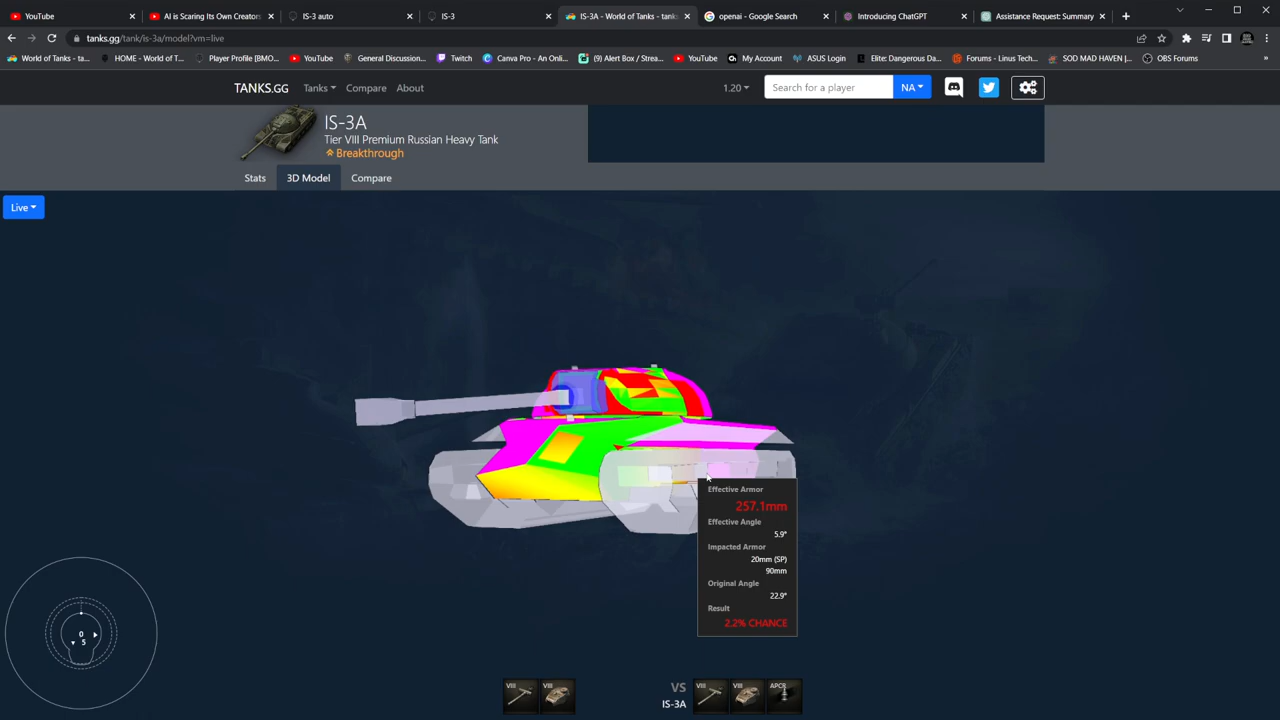 YouTube
AI is Scaring Its Own Creators
IS-3 auto
IS-3
IS-3A - World of Tanks - tanks
openai - Google Search
Introducing ChatGPT
Assistance Request: Summary
tanks.gg/tank/is-3a/model?vm=live
World of Tanks - ta...
HOME - World of T...
Player Profile [BMO...
YouTube
General Discussion...
Twitch
Canva Pro - An Onli...
(9) Alert Box / Strea...
YouTube
My Account
ASUS Login
Elite: Dangerous Da...
Forums - Linus Tech...
SOD MAD HAVEN |...
OBS Forums
TANKS.GG
Tanks
Compare
About
1.20
Search for a player
NA
IS-3A
Tier VIII Premium Russian Heavy Tank
Breakthrough
Stats
3D Model
Compare
Live
Effective Armor
257.1mm
Effective Angle
5.9°
Impacted Armor
20mm (SP)
90mm
Original Angle
22.9°
Result
2.2% CHANCE
0
5
VIII
VIII
VS
IS-3A
VIII
VIII
APCR